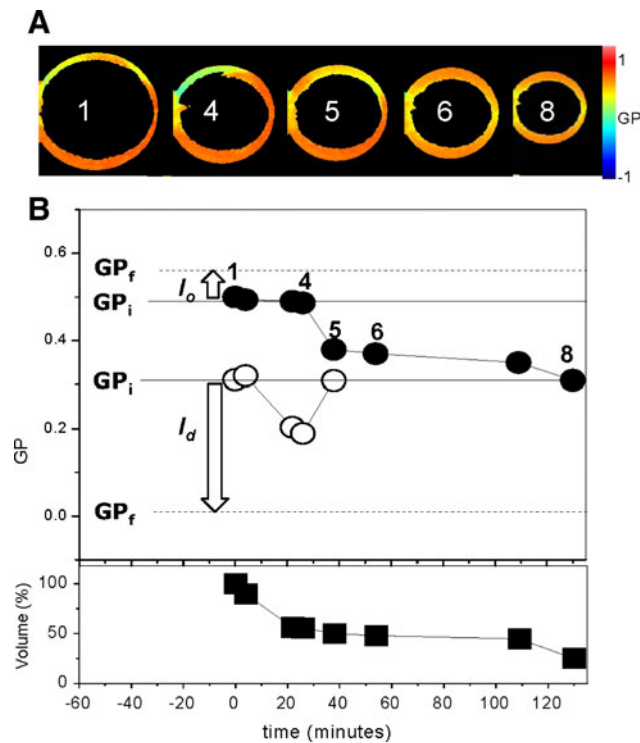 A
1 4 5 6 8
1
GP
-1
B
0.6
0.4
0.2
0.0
GP
GPf
Io
GPi
GPi
Id
GPf
1
4
5
6
8
100
50
0
Volume (%)
-60 -40 -20 0 20 40 60 80 100 120
time (minutes)